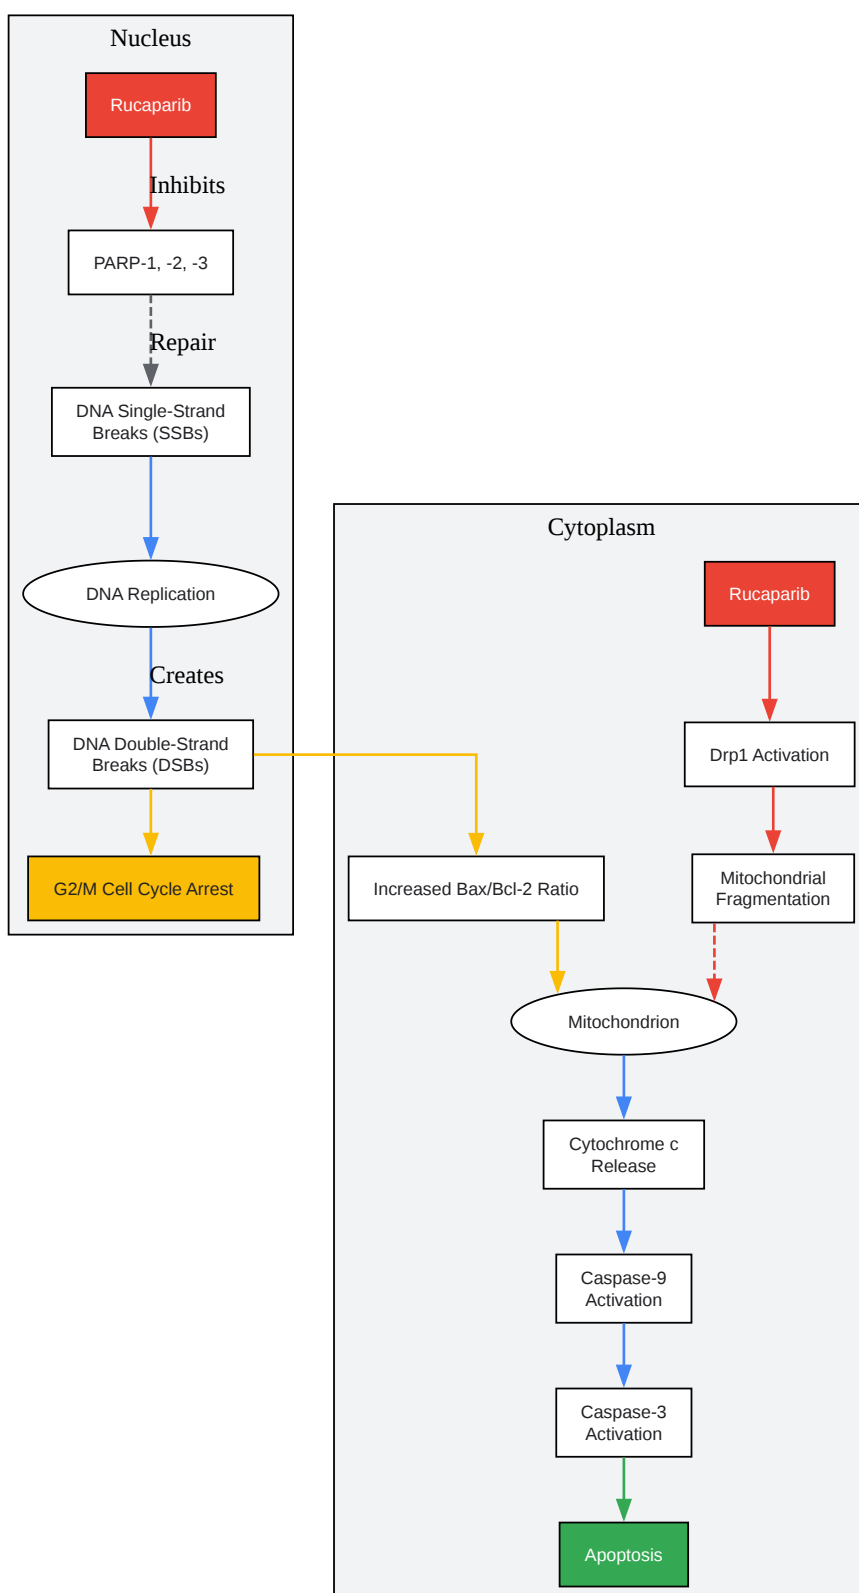 Nucleus
Rucaparib
Inhibits
PARP-1, -2, -3
Repair
DNA Single-Strand
Breaks (SSBs)
DNA Replication
Creates
DNA Double-Strand
Breaks (DSBs)
G2/M Cell Cycle Arrest
Cytoplasm
Rucaparib
Drp1 Activation
Increased Bax/Bcl-2 Ratio
Mitochondrial
Fragmentation
Mitochondrion
Cytochrome c
Release
Caspase-9
Activation
Caspase-3
Activation
Apoptosis